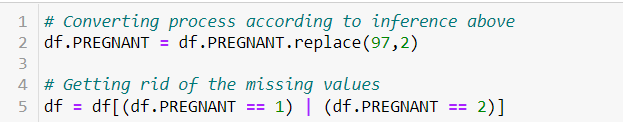 1 # Converting process according to inference above
2 df.PREGNANT = df.PREGNANT.replace(97,2)
3
4 # Getting rid of the missing values
5 df = df[(df.PREGNANT == 1) | (df.PREGNANT == 2)]